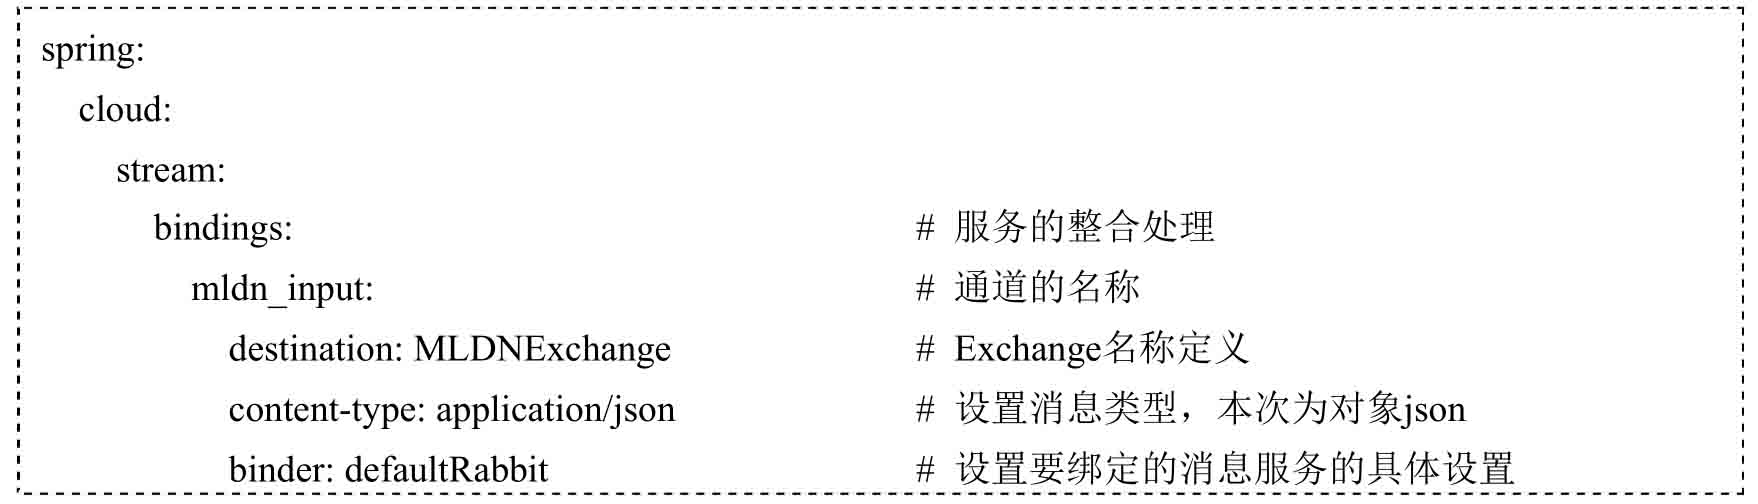 spring:
cloud:
stream:
bindings: # 服务的整合处理
mldn_input: # 通道的名称
destination: MLDNExchange # Exchange名称定义
content-type: application/json # 设置消息类型，本次为对象json
binder: defaultRabbit # 设置要绑定的消息服务的具体设置